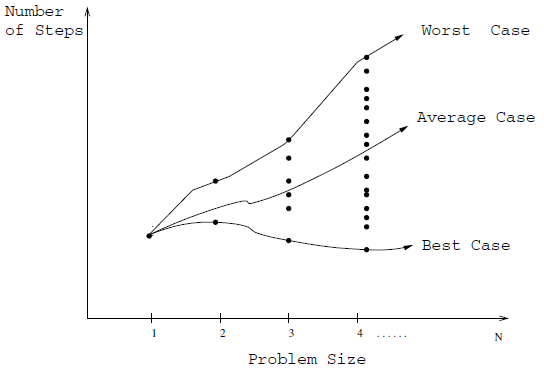 Number
of Steps
Worst Case
Average Case
Best Case
1 2 3 4 ......
N
Problem Size